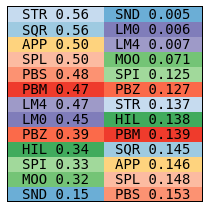 STR 0.56 SND 0.005
SQR 0.56 LM0 0.006
APP 0.50 LM4 0.007
SPL 0.50 MOO 0.071
PBS 0.48 SPI 0.125
PBM 0.47 PBZ 0.127
LM4 0.47 STR 0.137
LM0 0.45 HIL 0.138
PBZ 0.39 PBM 0.139
HIL 0.34 SQR 0.145
SPI 0.33 APP 0.146
MOO 0.32 SPL 0.148
SND 0.15 PBS 0.153